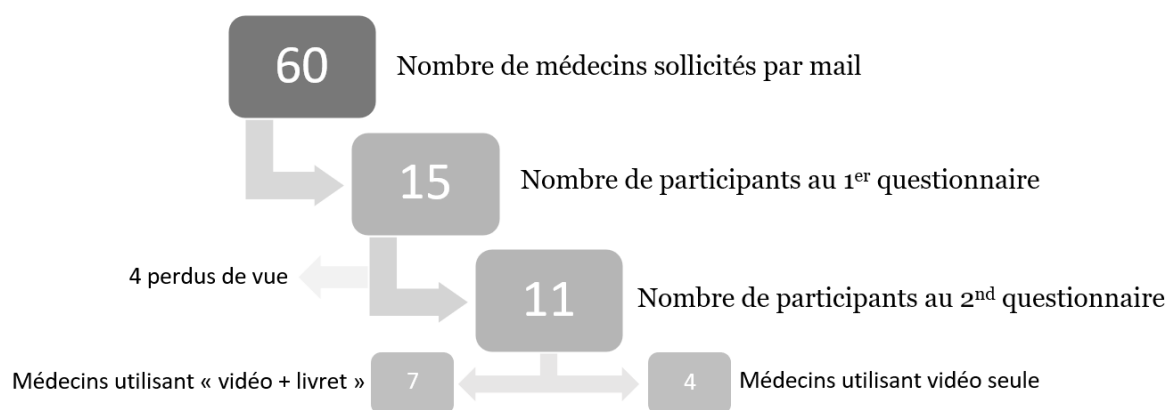 60
Nombre de médecins sollicités par mail
15
Nombre de participants au 1er questionnaire
4 perdus de vue
11
Nombre de participants au 2nd questionnaire
Médecins utilisant « vidéo + livret »
7
4
Médecins utilisant vidéo seule